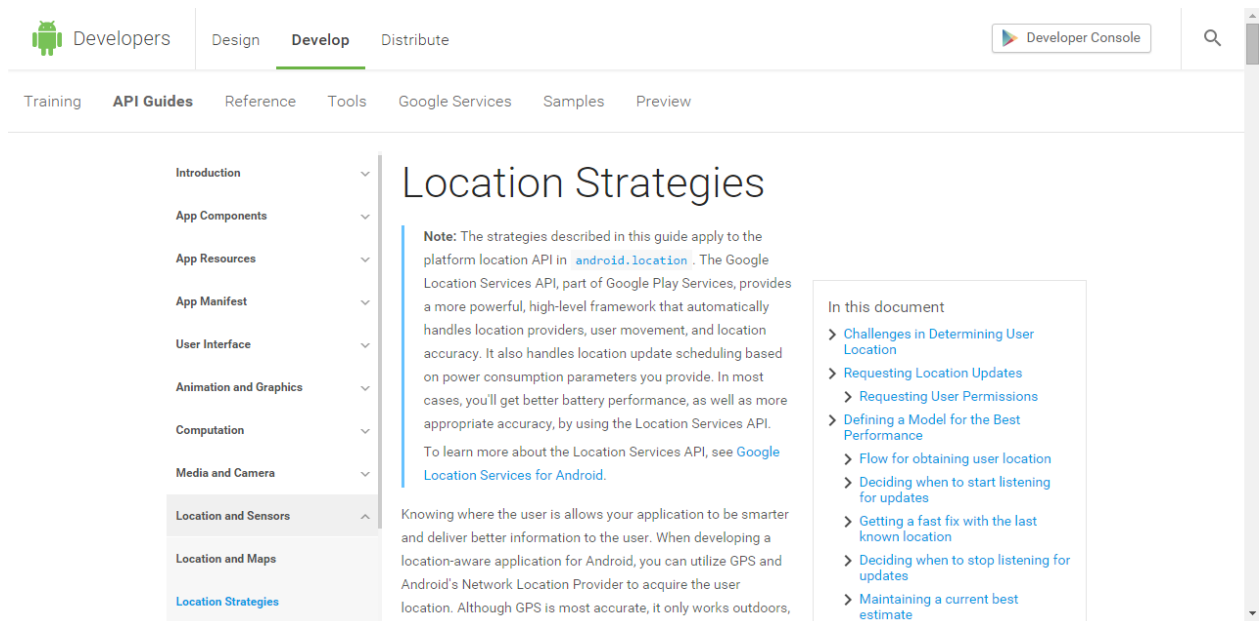 Developers
Design
Develop
Distribute
Developer Console
Training
API Guides
Reference
Tools
Google Services
Samples
Preview
Introduction
App Components
App Resources
App Manifest
User Interface
Animation and Graphics
Computation
Media and Camera
Location and Sensors
Location and Maps
Location Strategies
Location Strategies
Note: The strategies described in this guide apply to the
platform location API in android.location . The Google
Location Services API, part of Google Play Services, provides
a more powerful, high-level framework that automatically
handles location providers, user movement, and location
accuracy. It also handles location update scheduling based
on power consumption parameters you provide. In most
cases, you'll get better battery performance, as well as more
appropriate accuracy, by using the Location Services API.
To learn more about the Location Services API, see Google
Location Services for Android.
Knowing where the user is allows your application to be smarter
and deliver better information to the user. When developing a
location-aware application for Android, you can utilize GPS and
Android's Network Location Provider to acquire the user
location. Although GPS is most accurate, it only works outdoors,
In this document
Challenges in Determining User
Location
Requesting Location Updates
Requesting User Permissions
Defining a Model for the Best
Performance
Flow for obtaining user location
Deciding when to start listening
for updates
Getting a fast fix with the last
known location
Deciding when to stop listening for
updates
Maintaining a current best
estimate